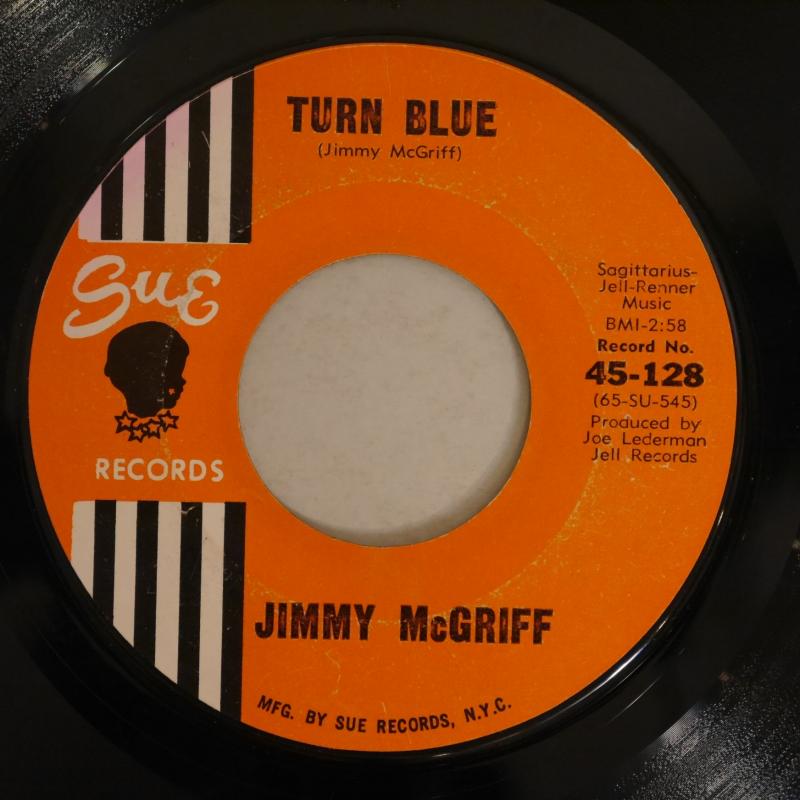 TURN BLUE
(Jimmy McGriff)
Sue
RECORDS
Sagittarius-
Jell-Renner
Music
BMI-2:58
Record No.
45-128
(65-SU-545)
Produced by
Joe Lederman
Jell Records
JIMMY McGRIFF
MFG. BY SUE RECORDS, N.Y.C.